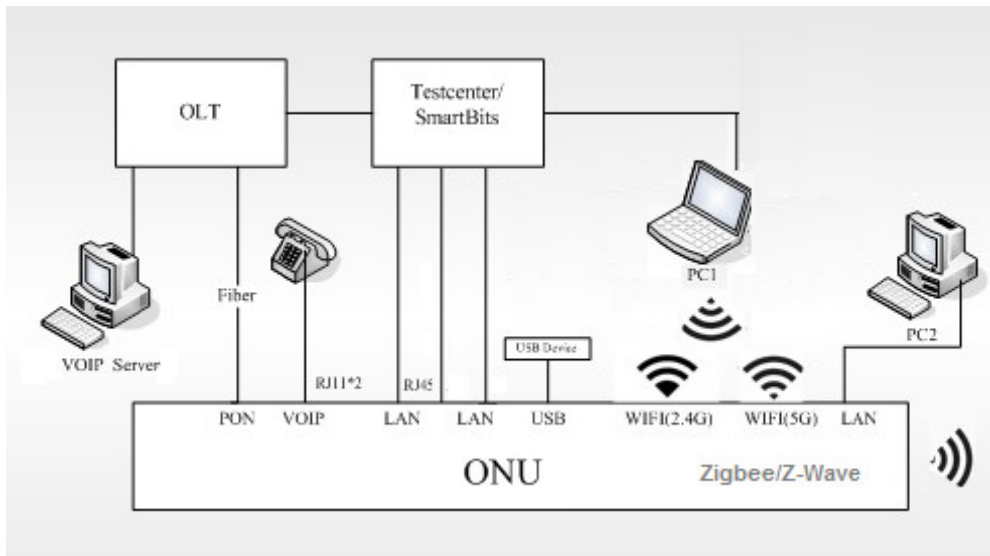 OLT
Testcenter/
SmartBits
PC1
Fiber
VOIP Server
PC2
USB Device
RJ11*2
RJ45
PON
VOIP
LAN
LAN
USB
WIFI(2.4G)
WIFI(5G)
LAN
ONU
Zigbee/Z-Wave